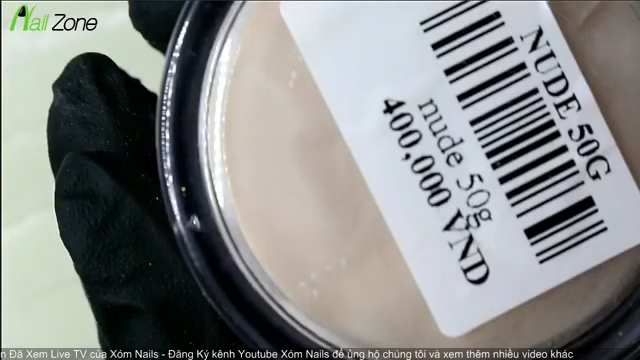 Nail Zone
NUDE 50G
nude 50g
400,000 VND
Đã Xem Live TV của Xóm Nails - Đăng Ký kênh Youtube Xóm Nails để ủng hộ chúng tôi và xem thêm nhiều video khác